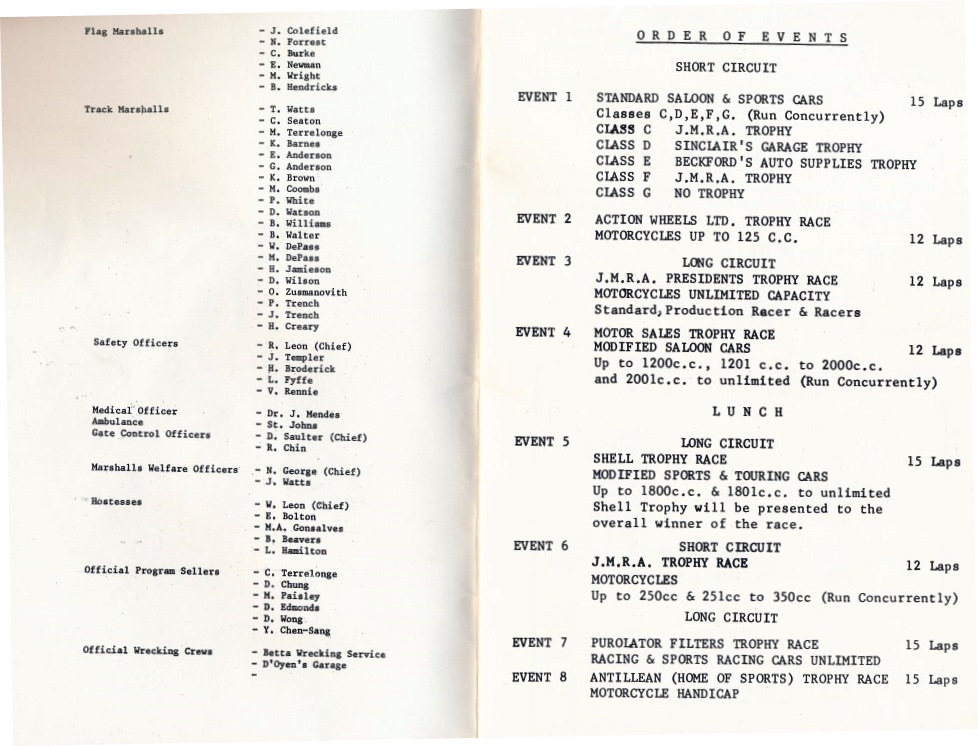 Flag Marshalls - J. Colefield
- N. Forrest
- C. Burke
- E. Newman
- M. Wright
- B. Hendricks
Track Marshalls - T. Watts
- C. Seaton
- M. Terrelonge
- K. Barnes
- E. Anderson
- G. Anderson
- K. Brown
- M. Coombs
- P. White
- D. Watson
- B. Williams
- B. Walter
- W. DePass
- M. DePass
- H. Jamieson
- D. Wilson
- O. Zusmanovith
- P. Trench
- J. Trench
- H. Creary
Safety Officers - R. Leon (Chief)
- J. Templer
- H. Broderick
- L. Fyffe
- V. Rennie
Medical Officer - Dr. J. Mendes
Ambulance - St. Johns
Gate Control Officers - D. Saulter (Chief)
- R. Chin
Marshalls Welfare Officers - N. George (Chief)
- J. Watts
Hostesses - W. Leon (Chief)
- E. Bolton
- M.A. Gonsalves
- B. Beavers
- L. Hamilton
Official Program Sellers - C. Terrelonge
- D. Chung
- M. Paisley
- D. Edmonds
- D. Wong
- Y. Chen-Sang
Official Wrecking Crews - Betta Wrecking Service
- D'Oyen's Garage
-
ORDER OF EVENTS
SHORT CIRCUIT
EVENT 1 STANDARD SALOON & SPORTS CARS 15 Laps
Classes C,D,E,F,G. (Run Concurrently)
CLASS C J.M.R.A. TROPHY
CLASS D SINCLAIR'S GARAGE TROPHY
CLASS E BECKFORD'S AUTO SUPPLIES TROPHY
CLASS F J.M.R.A. TROPHY
CLASS G NO TROPHY
EVENT 2 ACTION WHEELS LTD. TROPHY RACE
MOTORCYCLES UP TO 125 C.C. 12 Laps
EVENT 3 LONG CIRCUIT
J.M.R.A. PRESIDENTS TROPHY RACE 12 Laps
MOTORCYCLES UNLIMITED CAPACITY
Standard,Production Racer & Racers
EVENT 4 MOTOR SALES TROPHY RACE
MODIFIED SALOON CARS 12 Laps
Up to 1200c.c., 1201 c.c. to 2000c.c.
and 2001c.c. to unlimited (Run Concurrently)
LUNCH
EVENT 5 LONG CIRCUIT
SHELL TROPHY RACE 15 Laps
MODIFIED SPORTS & TOURING CARS
Up to 1800c.c. & 1801c.c. to unlimited
Shell Trophy will be presented to the
overall winner of the race.
EVENT 6 SHORT CIRCUIT
J.M.R.A. TROPHY RACE 12 Laps
MOTORCYCLES
Up to 250cc & 251cc to 350cc (Run Concurrently)
LONG CIRCUIT
EVENT 7 PUROLATOR FILTERS TROPHY RACE 15 Laps
RACING & SPORTS RACING CARS UNLIMITED
EVENT 8 ANTILLEAN (HOME OF SPORTS) TROPHY RACE 15 Laps
MOTORCYCLE HANDICAP